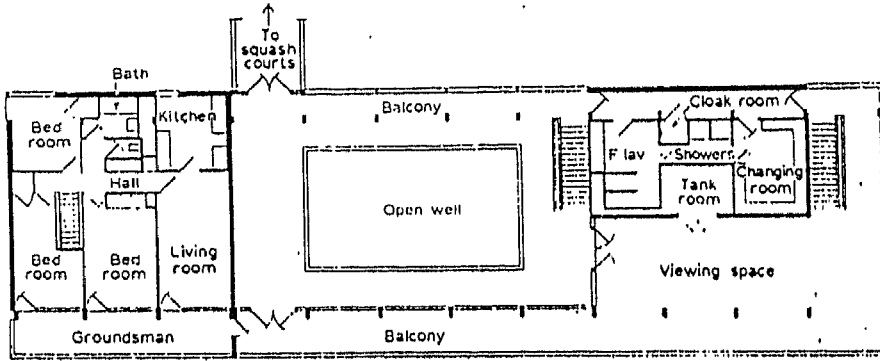 To
squash
courts
Bath
Kitchen
Balcony
Cloak room
Bed
room
F lav
Showers
Changing
room
Hall
Tank
room
Open well
Bed
room
Bed
room
Living
room
Viewing space
Groundsman
Balcony